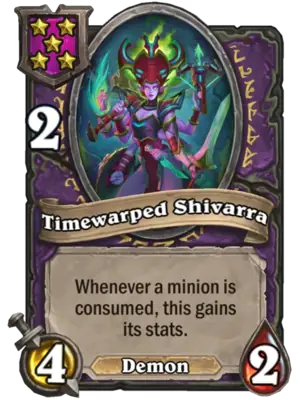 2
Timewarped Shivarra
Whenever a minion is
consumed, this gains
its stats.
4
Demon
2